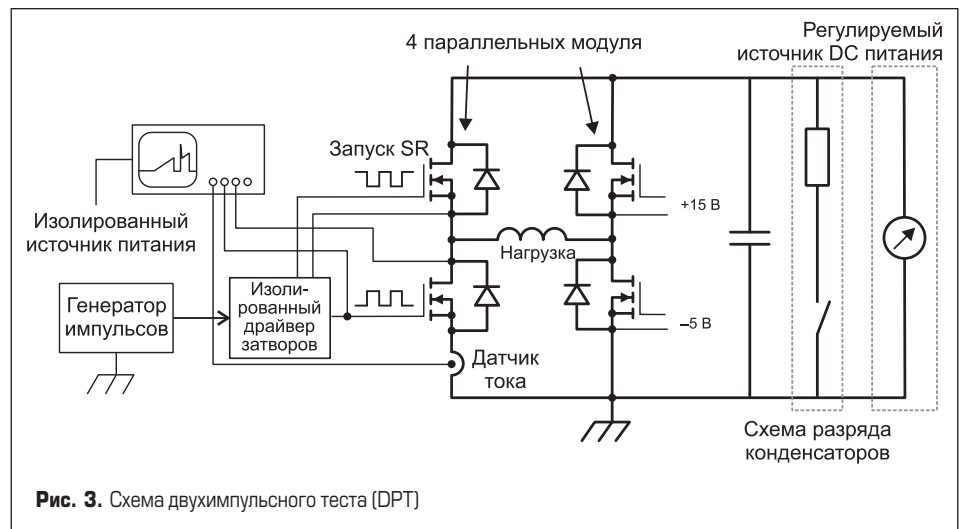 4 параллельных модуля
Регулируемый
источник DC питания
Запуск SR
Изолированный
источник питания
+15 В
Нагрузка
Генератор
импульсов
Изоли-
рованный
драйвер
затворов
–5 В
Датчик
тока
Схема разряда
конденсаторов
Рис. 3. Схема двухимпульсного теста (DPT)